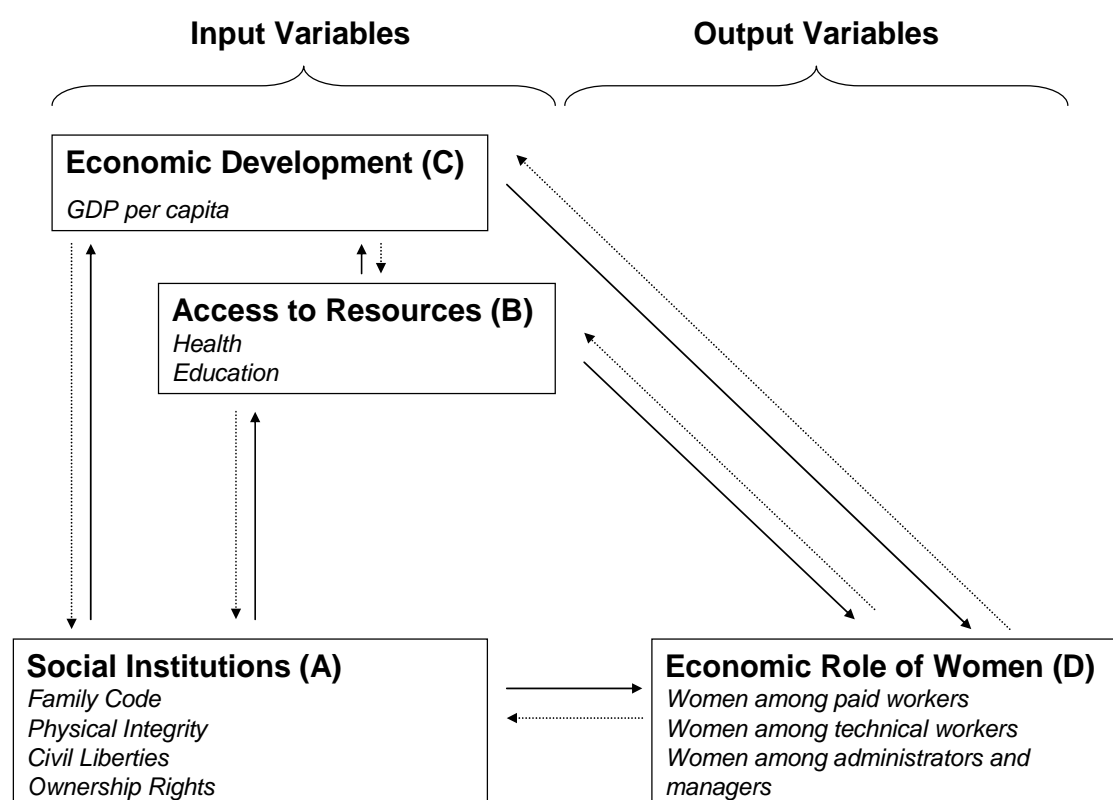 Input Variables
Output Variables
Economic Development (C)
GDP per capita
Access to Resources (B)
Health
Education
Social Institutions (A)
Family Code
Physical Integrity
Civil Liberties
Ownership Rights
Economic Role of Women (D)
Women among paid workers
Women among technical workers
Women among administrators and
managers